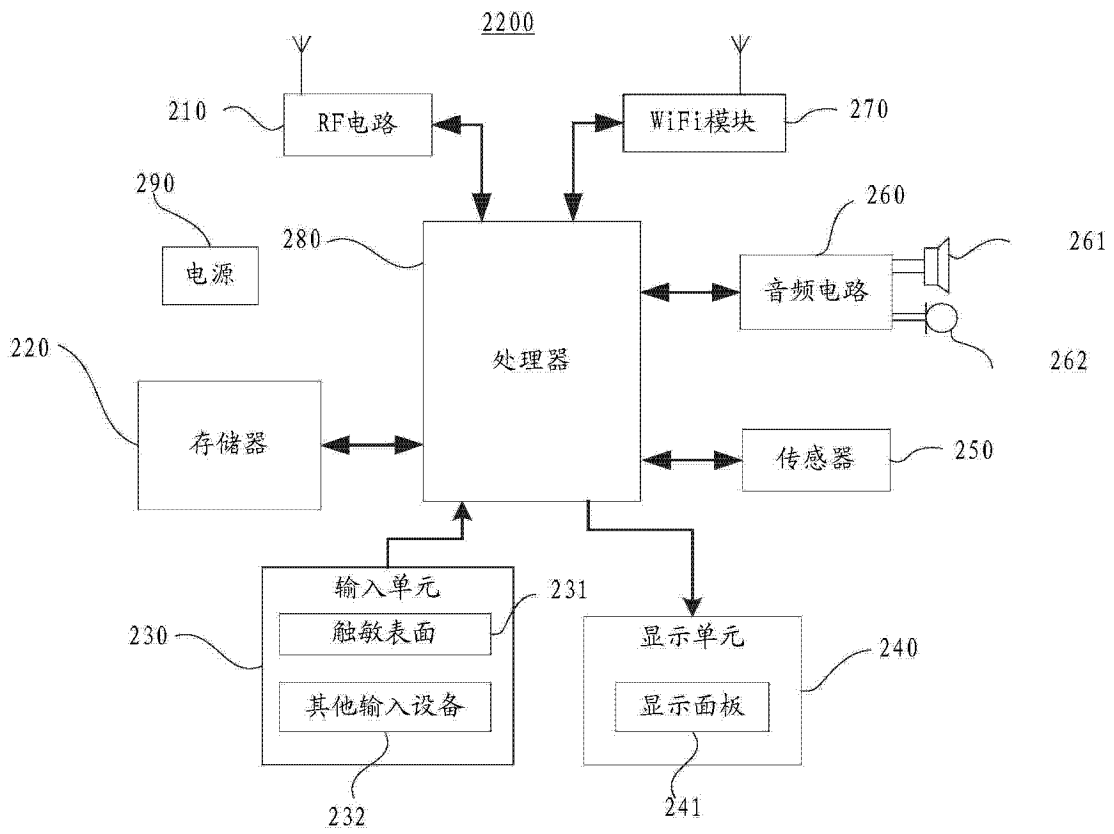 2200
210
RF电路
WiFi模块
270
290
电源
280
260
261
音频电路
262
220
处理器
存储器
传感器
250
输入单元
231
230
触敏表面
显示单元
240
其他输入设备
显示面板
232
241